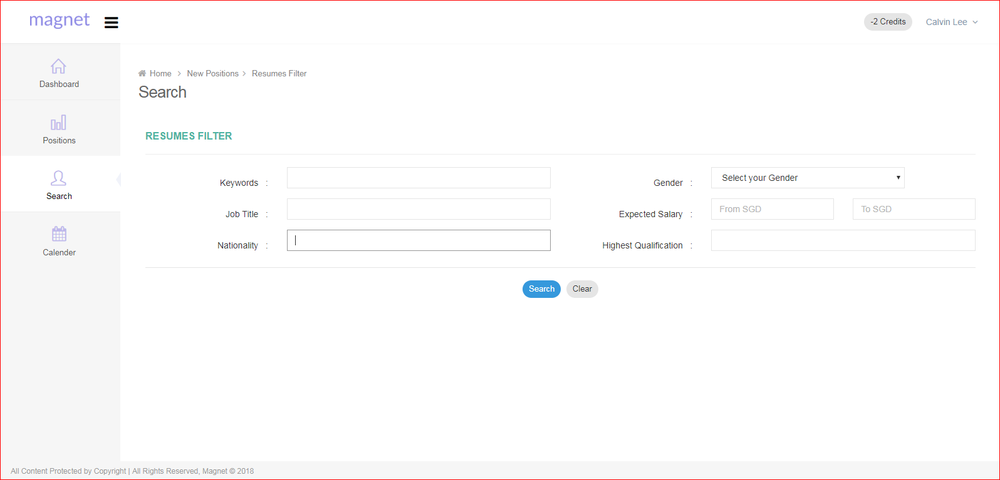 magnet
-2 Credits
Calvin Lee
Dashboard
Positions
Search
Calender
Home > New Positions > Resumes Filter
Search
RESUMES FILTER
Keywords :
Gender : Select your Gender
Job Title :
Expected Salary : From SGD To SGD
Nationality :
Highest Qualification :
Search Clear
All Content Protected by Copyright | All Rights Reserved, Magnet © 2018